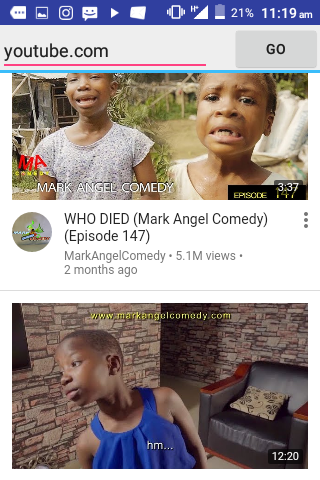 21% 11:19 am
youtube.com GO
MA
MARK ANGEL COMEDY
3:37
EPISODE 147
WHO DIED (Mark Angel Comedy)
(Episode 147)
MarkAngelComedy • 5.1M views •
2 months ago
www.markangelcomedy.com
hm...
12:20